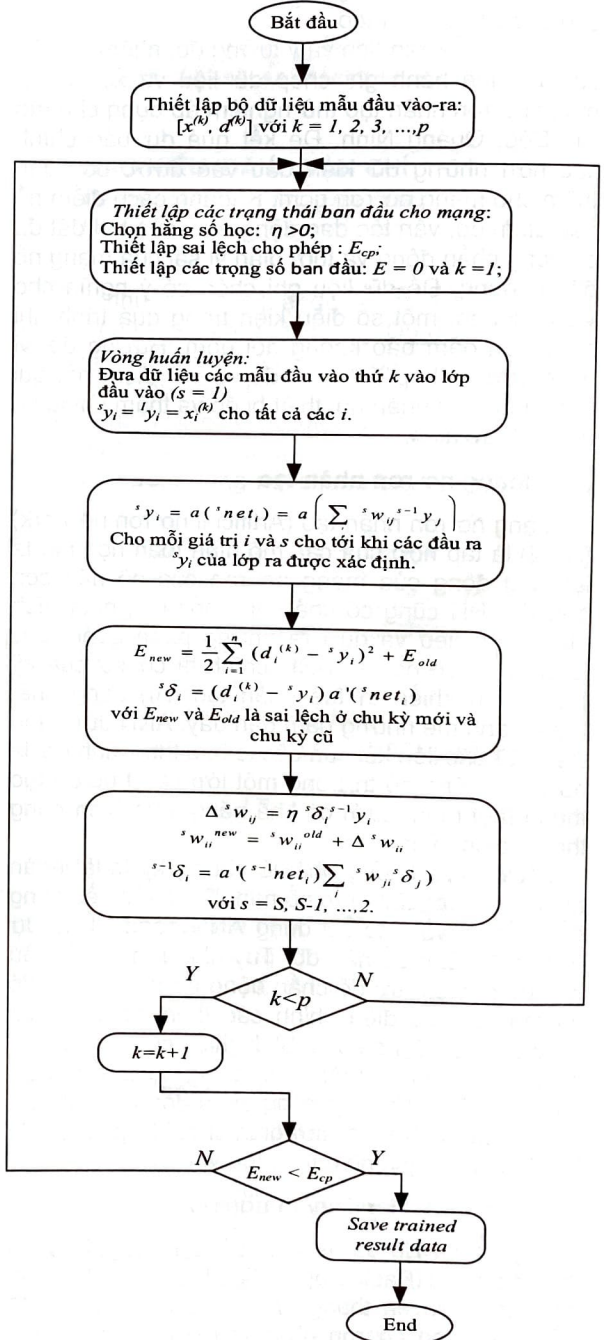 Bắt đầu
Thiết lập bộ dữ liệu mẫu đầu vào-ra:
[x^(k), d^(k)] với k = 1, 2, 3, ...,p
Thiết lập các trạng thái ban đầu cho mạng:
Chọn hằng số học: η >0;
Thiết lập sai lệch cho phép : E_cp;
Thiết lập các trọng số ban đầu: E = 0 và k =1;
Vòng huấn luyện:
Đưa dữ liệu các mẫu đầu vào thứ k vào lớp
đầu vào (s = 1)
^s y_i = ^1 y_i = x_i^(k) cho tất cả các i.
^s y_i = a(^s net_i) = a(∑ ^s w_ij ^(s-1) y_j)
Cho mỗi giá trị i và s cho tới khi các đầu ra
^s y_i của lớp ra được xác định.
E_new = 1/2 ∑_(i=1)^n (d_i^(k) − ^s y_i)^2 + E_old
^s δ_i = (d_i^(k) − ^s y_i) a'(^s net_i)
với E_new và E_old là sai lệch ở chu kỳ mới và
chu kỳ cũ
Δ ^s w_ij = η ^s δ_i ^(s-1) y_i
^s w_ii^new = ^s w_ii^old + Δ ^s w_ii
^(s-1) δ_i = a'(^(s-1) net_i) ∑_i ^s w_ji ^s δ_j)
với s = S, S-1, ...,2.
Y
N
k<p
k=k+1
N
Y
E_new < E_cp
Save trained
result data
End